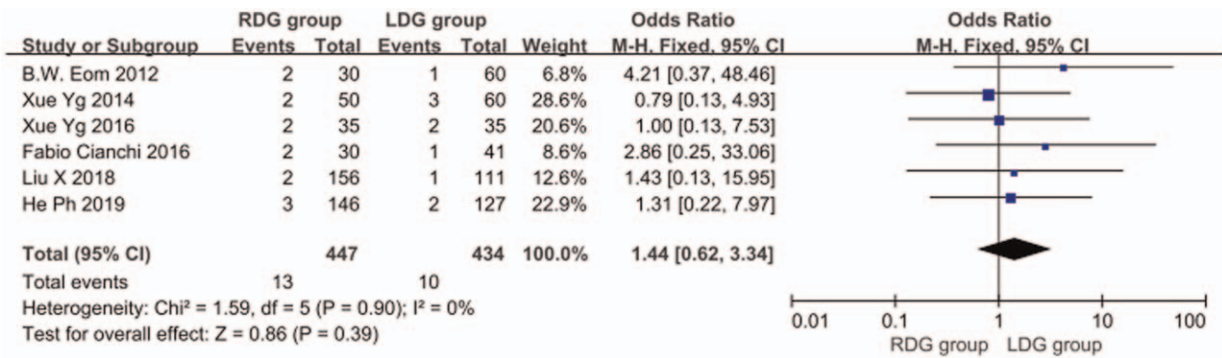 RDG group LDG group Odds Ratio Odds Ratio
Study or Subgroup Events Total Events Total Weight M-H. Fixed. 95% CI M-H. Fixed. 95% CI
B.W. Eom 2012 2 30 1 60 6.8% 4.21 [0.37, 48.46]
Xue Yg 2014 2 50 3 60 28.6% 0.79 [0.13, 4.93]
Xue Yg 2016 2 35 2 35 20.6% 1.00 [0.13, 7.53]
Fabio Cianchi 2016 2 30 1 41 8.6% 2.86 [0.25, 33.06]
Liu X 2018 2 156 1 111 12.6% 1.43 [0.13, 15.95]
He Ph 2019 3 146 2 127 22.9% 1.31 [0.22, 7.97]
Total (95% CI) 447 434 100.0% 1.44 [0.62, 3.34]
Total events 13 10
Heterogeneity: Chi² = 1.59, df = 5 (P = 0.90); I² = 0%
Test for overall effect: Z = 0.86 (P = 0.39)
0.01 0.1 1 10 100
RDG group LDG group